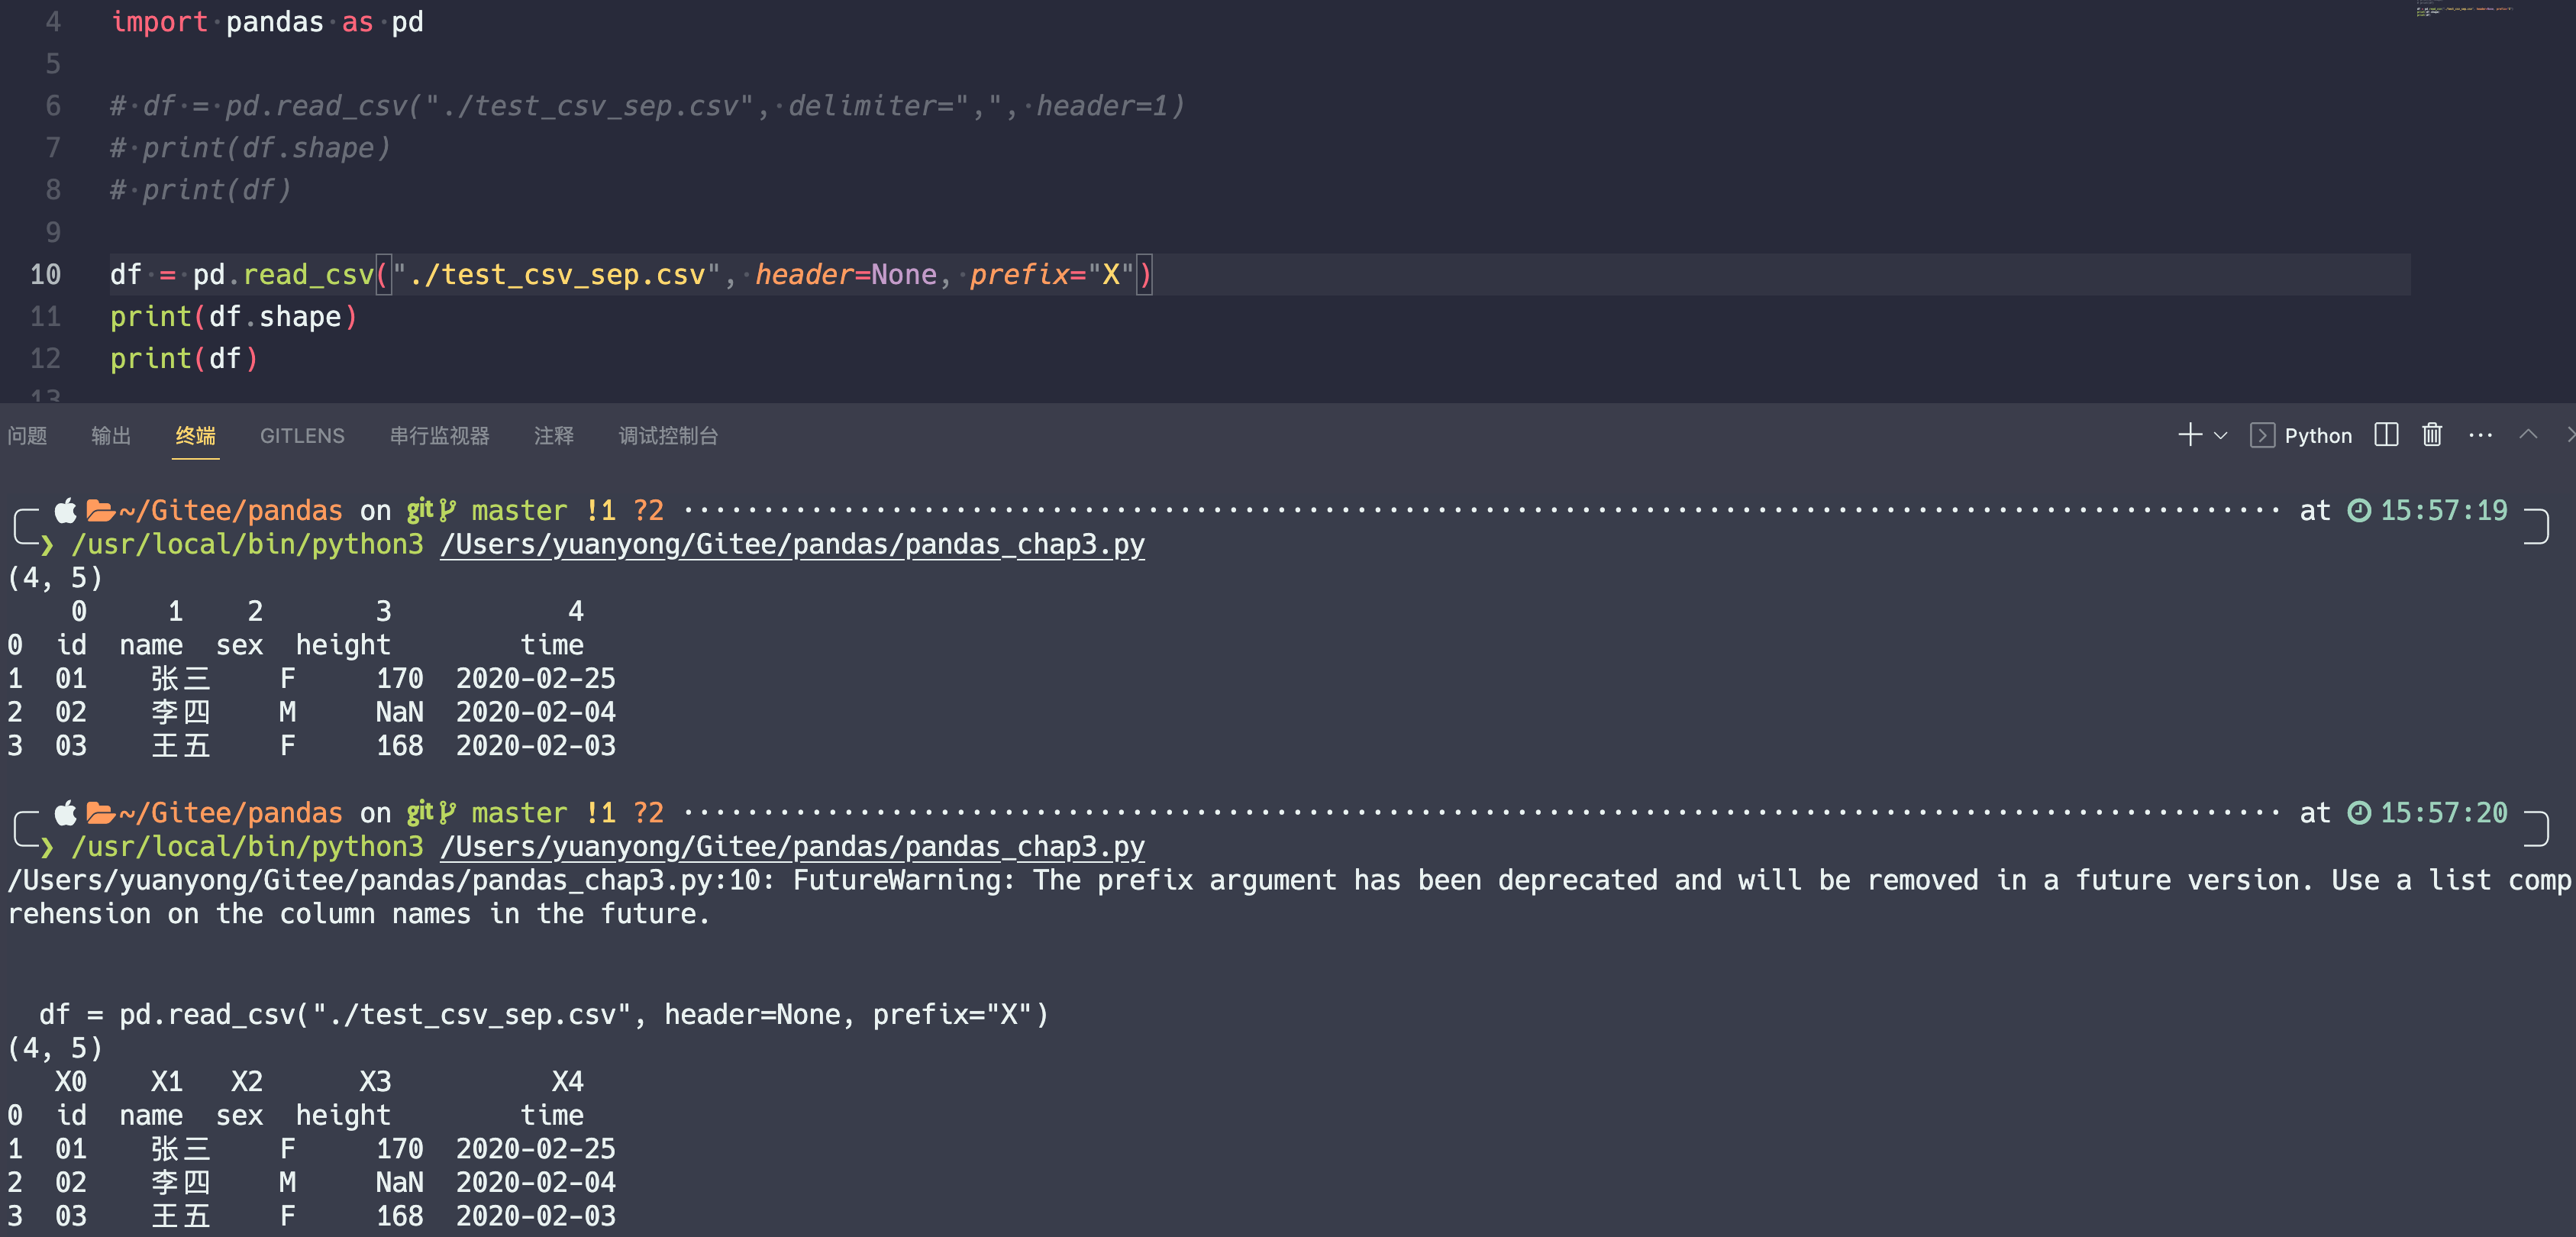 4 import pandas as pd
5
6 # df = pd.read_csv("./test_csv_sep.csv", delimiter=",", header=1)
7 # print(df.shape)
8 # print(df)
9
10 df = pd.read_csv("./test_csv_sep.csv", header=None, prefix="X")
11 print(df.shape)
12 print(df)
13
问题 输出 终端 GITLENS 串行监视器 注释 调试控制台 Python
~/Gitee/pandas on git master !1 ?2 at 15:57:19
❯ /usr/local/bin/python3 /Users/yuanyong/Gitee/pandas/pandas_chap3.py
(4, 5)
0 1 2 3 4
0 id name sex height time
1 01 张三 F 170 2020-02-25
2 02 李四 M NaN 2020-02-04
3 03 王五 F 168 2020-02-03
~/Gitee/pandas on git master !1 ?2 at 15:57:20
❯ /usr/local/bin/python3 /Users/yuanyong/Gitee/pandas/pandas_chap3.py
/Users/yuanyong/Gitee/pandas/pandas_chap3.py:10: FutureWarning: The prefix argument has been deprecated and will be removed in a future version. Use a list comp
rehension on the column names in the future.
df = pd.read_csv("./test_csv_sep.csv", header=None, prefix="X")
(4, 5)
X0 X1 X2 X3 X4
0 id name sex height time
1 01 张三 F 170 2020-02-25
2 02 李四 M NaN 2020-02-04
3 03 王五 F 168 2020-02-03